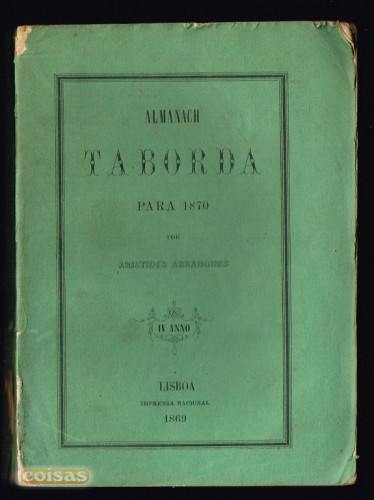 ALMANACH
TABORDA
PARA 1870
POR
ARISTIDES ABRANCHES
IV ANNO
LISBOA
IMPRENSA NACIONAL
1869
coisas